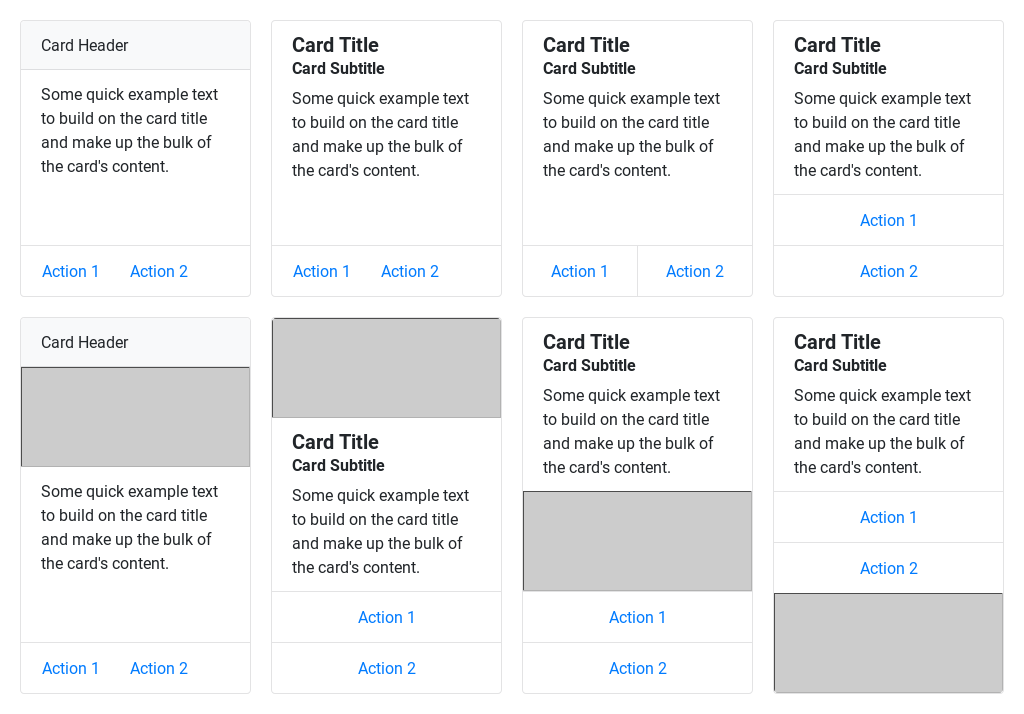 Card Header
Some quick example text
to build on the card title
and make up the bulk of
the card's content.
Action 1 Action 2
Card Title
Card Subtitle
Some quick example text
to build on the card title
and make up the bulk of
the card's content.
Action 1 Action 2
Card Title
Card Subtitle
Some quick example text
to build on the card title
and make up the bulk of
the card's content.
Action 1 Action 2
Card Title
Card Subtitle
Some quick example text
to build on the card title
and make up the bulk of
the card's content.
Action 1
Action 2
Card Header
Some quick example text
to build on the card title
and make up the bulk of
the card's content.
Action 1 Action 2
Card Title
Card Subtitle
Some quick example text
to build on the card title
and make up the bulk of
the card's content.
Action 1
Action 2
Card Title
Card Subtitle
Some quick example text
to build on the card title
and make up the bulk of
the card's content.
Action 1
Action 2
Card Title
Card Subtitle
Some quick example text
to build on the card title
and make up the bulk of
the card's content.
Action 1
Action 2